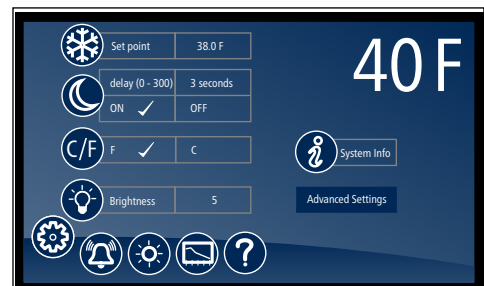 Set point 38.0 F
40 F
delay (0 - 300) 3 seconds
ON OFF
C/F F C
System Info
Brightness 5
Advanced Settings
?